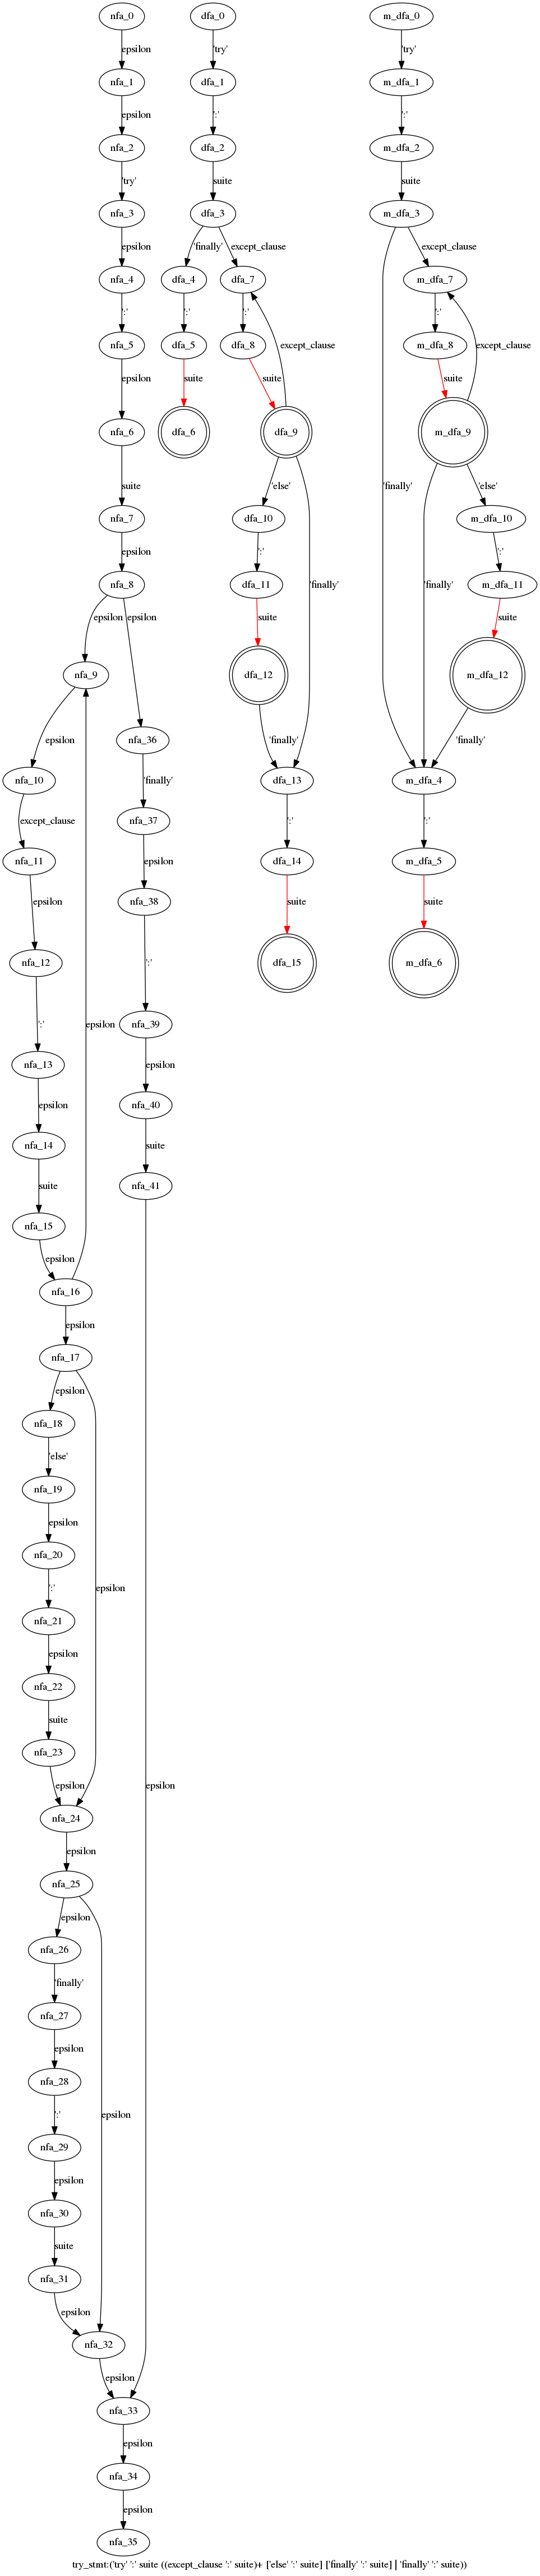 nfa_0
epsilon
nfa_1
epsilon
nfa_2
'try'
nfa_3
epsilon
nfa_4
':'
nfa_5
epsilon
nfa_6
suite
nfa_7
epsilon
nfa_8
epsilon
epsilon
nfa_9
nfa_36
epsilon
'finally'
nfa_10
nfa_37
except_clause
epsilon
nfa_11
nfa_38
epsilon
':'
nfa_12
nfa_39
':'
epsilon
epsilon
nfa_13
nfa_40
epsilon
suite
nfa_14
nfa_41
suite
nfa_15
epsilon
nfa_16
epsilon
nfa_17
epsilon
nfa_18
'else'
nfa_19
epsilon
nfa_20
':'
epsilon
nfa_21
epsilon
nfa_22
suite
nfa_23
epsilon
epsilon
nfa_24
epsilon
nfa_25
epsilon
nfa_26
'finally'
nfa_27
epsilon
nfa_28
':'
epsilon
nfa_29
epsilon
nfa_30
suite
nfa_31
epsilon
nfa_32
epsilon
nfa_33
epsilon
nfa_34
epsilon
nfa_35
dfa_0
'try'
dfa_1
':'
dfa_2
suite
dfa_3
'finally'
except_clause
dfa_4
dfa_7
':'
':'
dfa_5
dfa_8
except_clause
suite
suite
dfa_6
dfa_9
'else'
dfa_10
':'
'finally'
dfa_11
suite
dfa_12
'finally'
dfa_13
':'
dfa_14
suite
dfa_15
m_dfa_0
'try'
m_dfa_1
':'
m_dfa_2
suite
m_dfa_3
except_clause
m_dfa_7
':'
m_dfa_8
except_clause
suite
m_dfa_9
'finally'
'finally'
'else'
m_dfa_10
':'
m_dfa_11
suite
m_dfa_12
'finally'
m_dfa_4
':'
m_dfa_5
suite
m_dfa_6
try_stmt:('try' ':' suite ((except_clause ':' suite)+ ['else' ':' suite] ['finally' ':' suite] | 'finally' ':' suite))